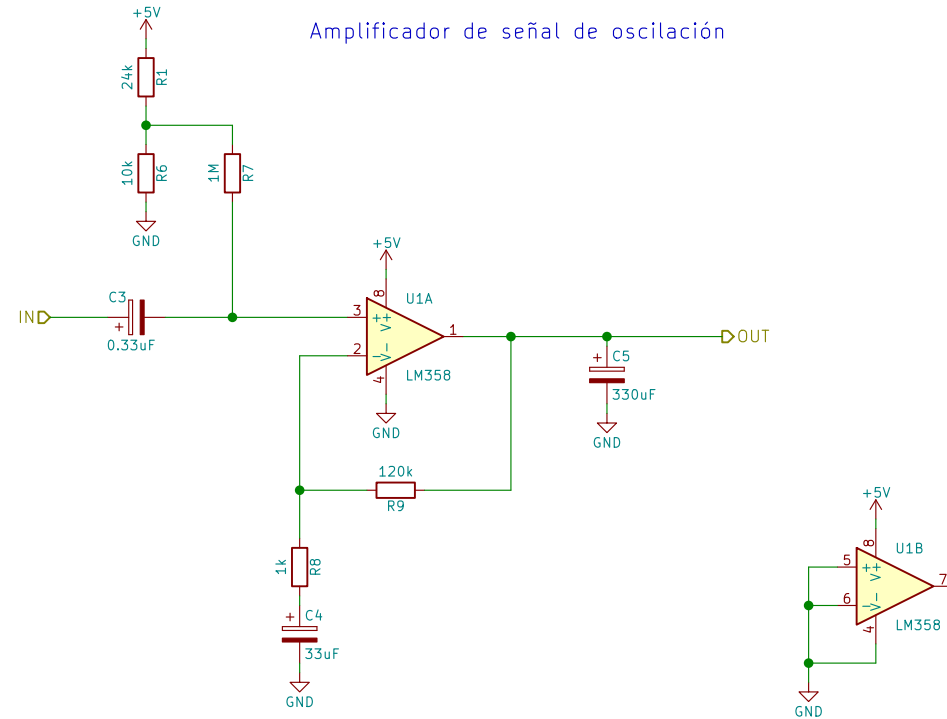 Amplificador de señal de oscilación
+5V
24k
R1
10k
R6
1M
R7
GND
+5V
C3
U1A
IN
+
0.33uF
3
2
8
+
V+
-
V-
4
1
LM358
OUT
+
C5
330uF
GND
GND
120k
R9
+5V
1k
R8
U1B
5
6
8
+
V+
-
V-
4
7
LM358
+
C4
33uF
GND
GND